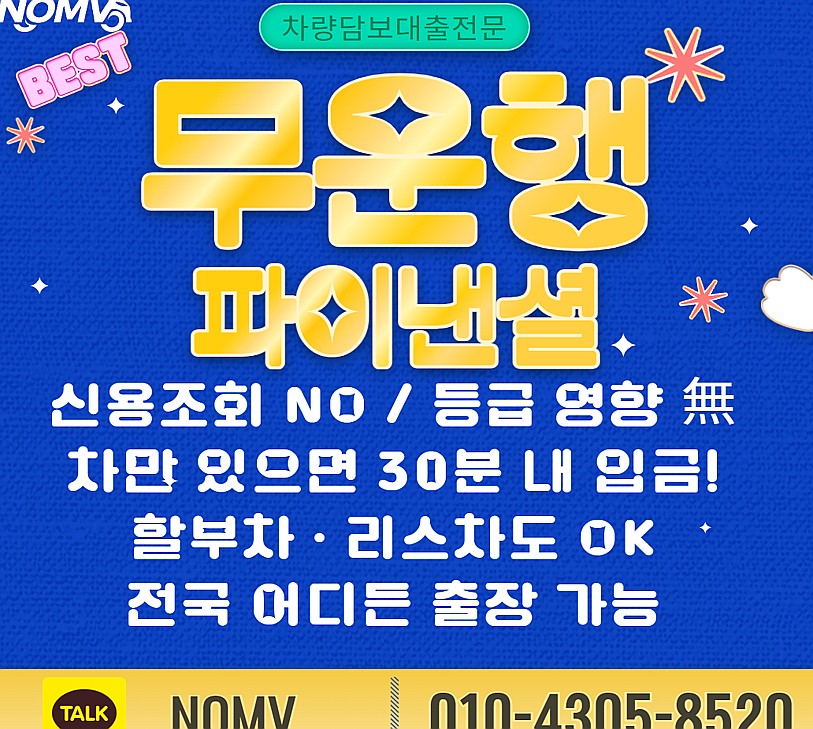 NOMV
차량담보대출전문
BEST
무운행
파이낸셜
신용조회 NO / 등급 영향 無
차만 있으면 30분 내 입금!
할부차 · 리스차도 OK
전국 어디든 출장 가능
TALK
NOMV
010-4305-8520